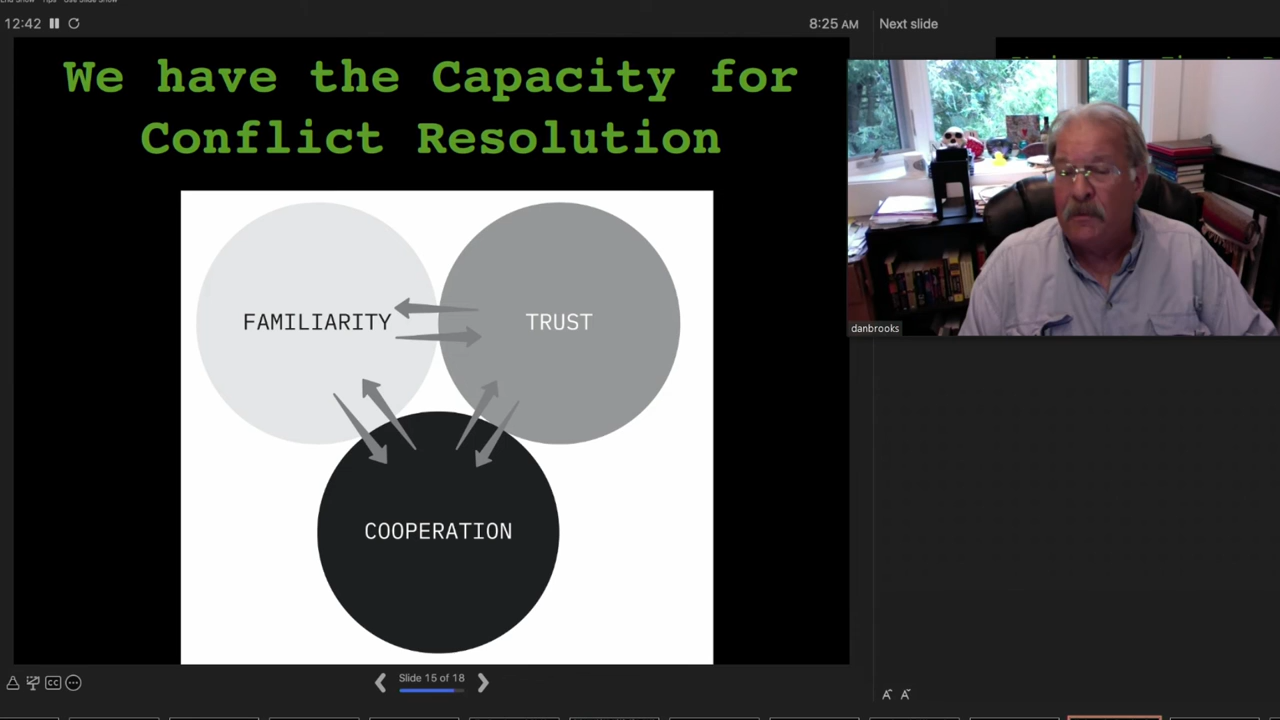 12:42
8:25 AM
Next slide
We have the Capacity for
Conflict Resolution
FAMILIARITY
TRUST
COOPERATION
danbrooks
Slide 15 of 18
CC
A A